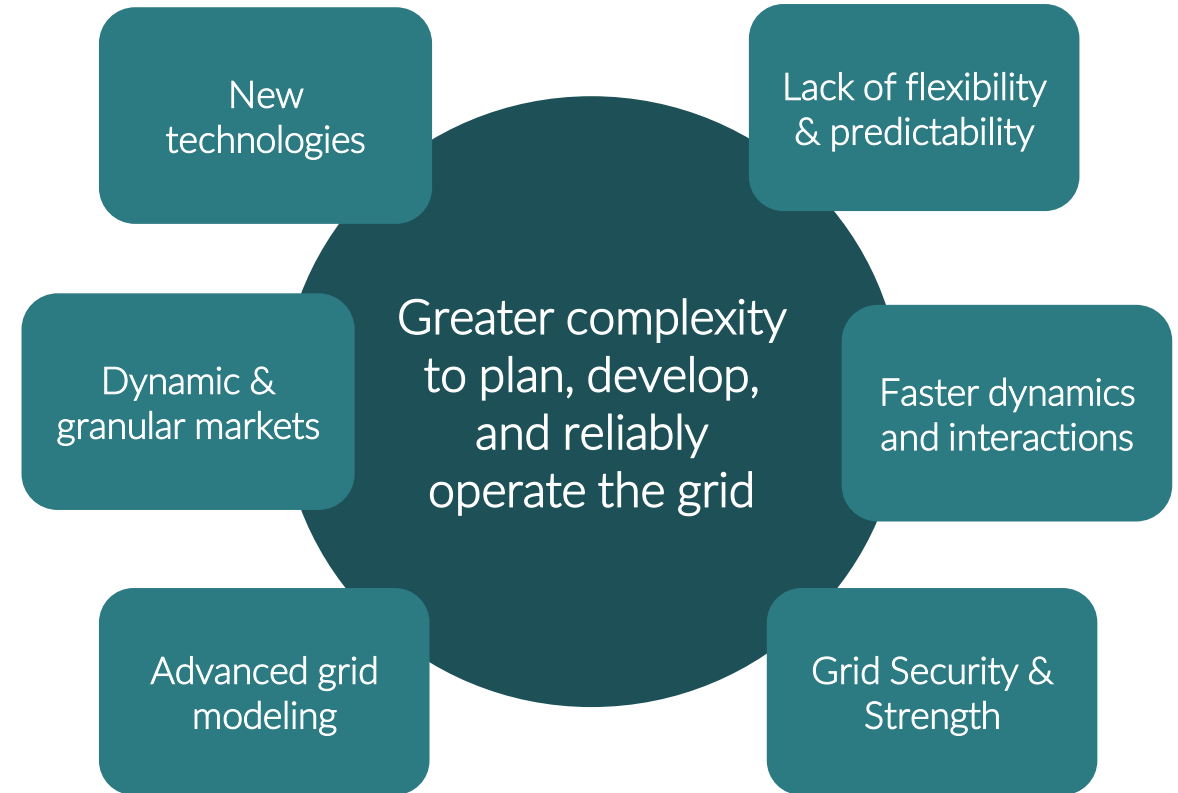 New
technologies
Lack of flexibility
& predictability
Greater complexity
to plan, develop,
and reliably
operate the grid
Dynamic &
granular markets
Faster dynamics
and interactions
Advanced grid
modeling
Grid Security &
Strength